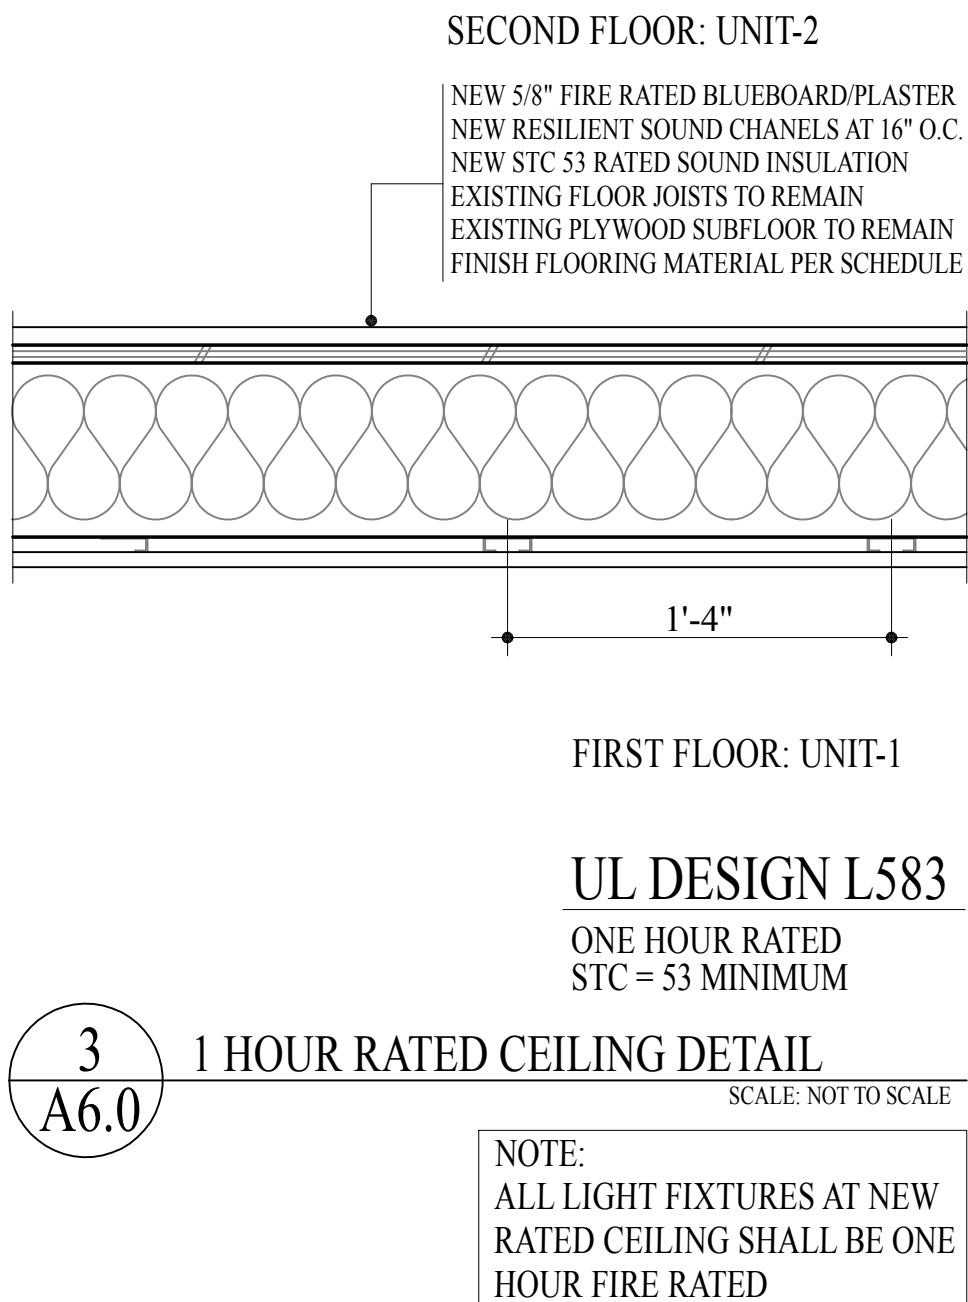 SECOND FLOOR: UNIT-2
NEW 5/8" FIRE RATED BLUEBOARD/PLASTER
NEW RESILIENT SOUND CHANELS AT 16" O.C.
NEW STC 53 RATED SOUND INSULATION
EXISTING FLOOR JOISTS TO REMAIN
EXISTING PLYWOOD SUBFLOOR TO REMAIN
FINISH FLOORING MATERIAL PER SCHEDULE
1'-4"
FIRST FLOOR: UNIT-1
UL DESIGN L583
ONE HOUR RATED
STC = 53 MINIMUM
3
A6.0
1 HOUR RATED CEILING DETAIL
SCALE: NOT TO SCALE
NOTE:
ALL LIGHT FIXTURES AT NEW
RATED CEILING SHALL BE ONE
HOUR FIRE RATED